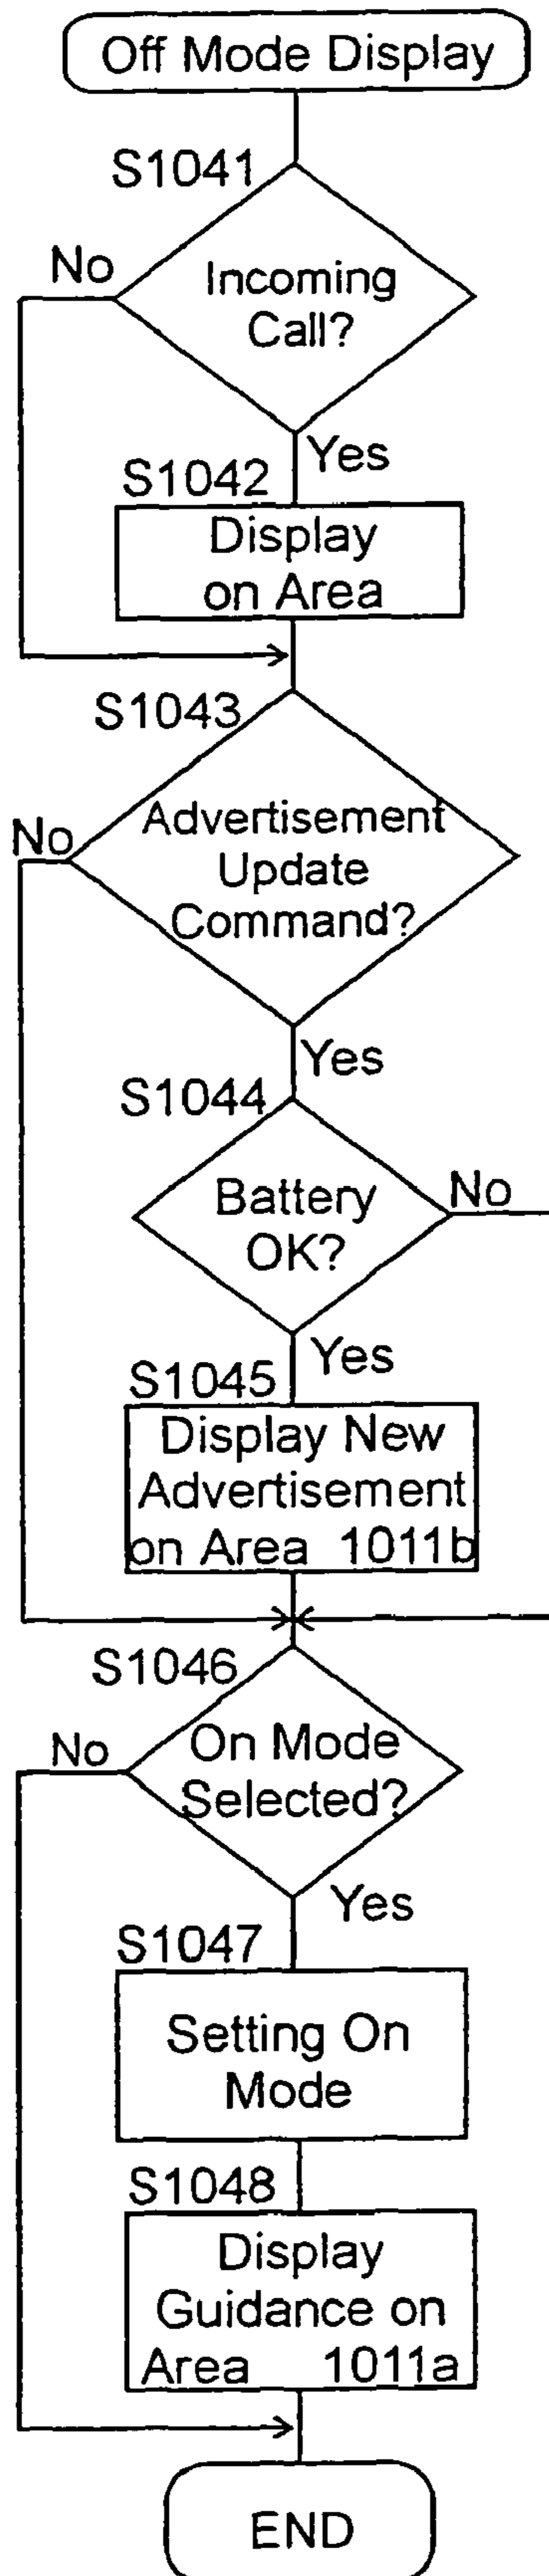 Off Mode Display
S1041
No
Incoming
Call?
Yes
S1042
Display
on Area
S1043
No
Advertisement
Update
Command?
Yes
S1044
Battery
OK?
No
Yes
S1045
Display New
Advertisement
on Area 1011b
S1046
No
On Mode
Selected?
Yes
S1047
Setting On
Mode
S1048
Display
Guidance on
Area 1011a
END